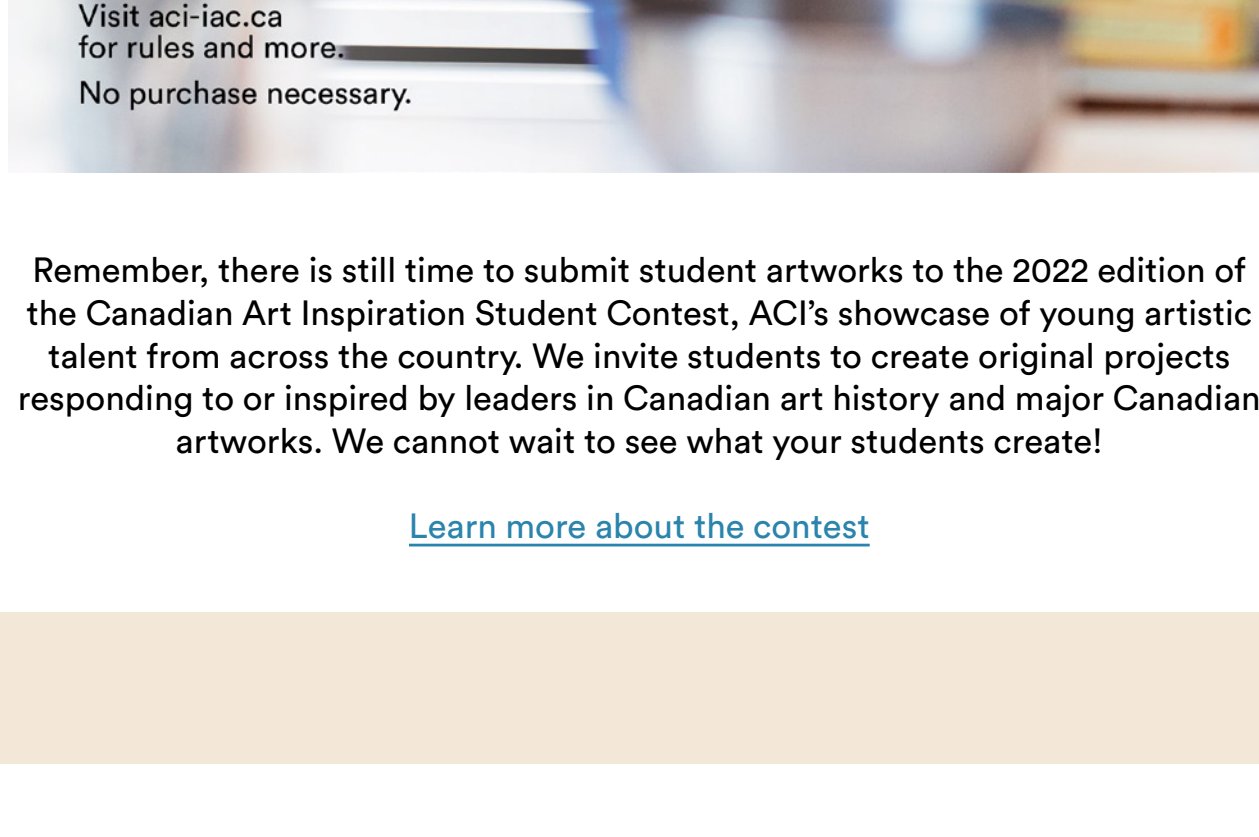 Visit aci-iac.ca
for rules and more.
No purchase necessary.
Remember, there is still time to submit student artworks to the 2022 edition of
the Canadian Art Inspiration Student Contest, ACI’s showcase of young artistic
talent from across the country. We invite students to create original projects
responding to or inspired by leaders in Canadian art history and major Canadian
artworks. We cannot wait to see what your students create!
Learn more about the contest